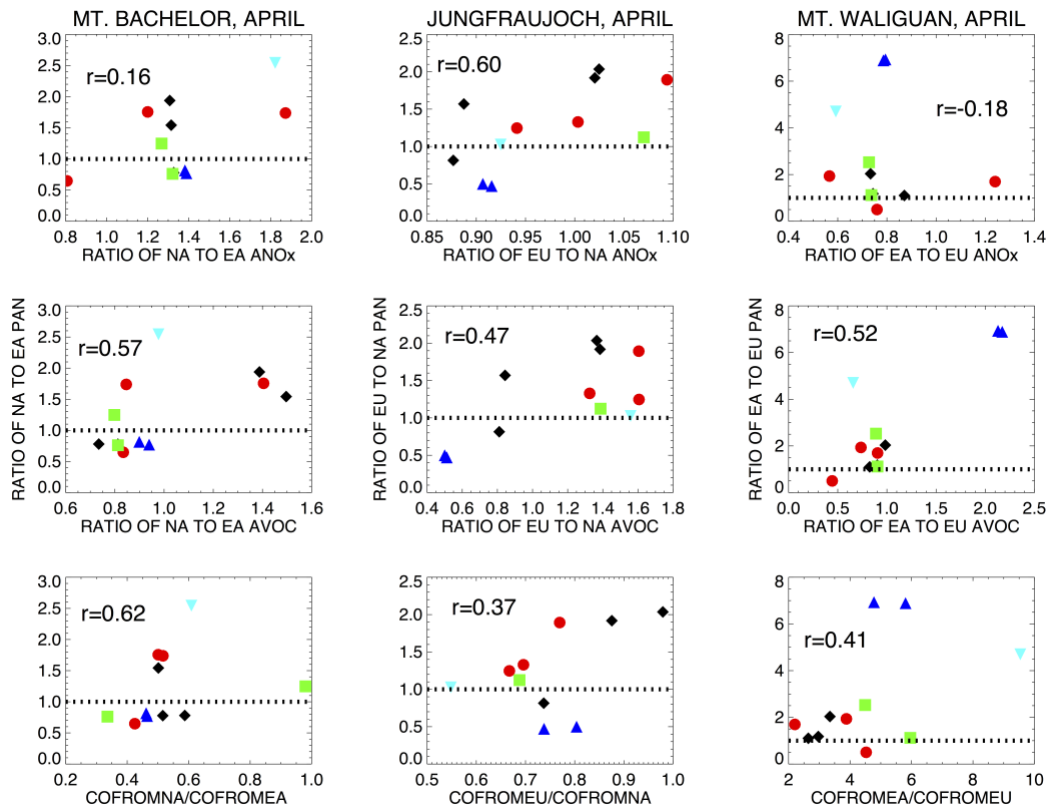 MT. BACHELOR, APRIL
JUNGFRAUJOCH, APRIL
MT. WALIGUAN, APRIL
3.0
2.5
2.0
1.5
1.0
0.5
0.0
r=0.16
0.8 1.0 1.2 1.4 1.6 1.8 2.0
RATIO OF NA TO EA ANOx
2.5
2.0
1.5
1.0
0.5
0.0
r=0.60
0.85 0.90 0.95 1.00 1.05 1.10
RATIO OF EU TO NA ANOx
8
6
4
2
0
r=-0.18
0.4 0.6 0.8 1.0 1.2 1.4
RATIO OF EA TO EU ANOx
RATIO OF NA TO EA PAN
3.0
2.5
2.0
1.5
1.0
0.5
0.0
r=0.57
0.6 0.8 1.0 1.2 1.4 1.6
RATIO OF NA TO EA AVOC
RATIO OF EU TO NA PAN
2.5
2.0
1.5
1.0
0.5
0.0
r=0.47
0.4 0.6 0.8 1.0 1.2 1.4 1.6 1.8
RATIO OF EU TO NA AVOC
RATIO OF EA TO EU PAN
8
6
4
2
0
r=0.52
0.0 0.5 1.0 1.5 2.0 2.5
RATIO OF EA TO EU AVOC
3.0
2.5
2.0
1.5
1.0
0.5
0.0
r=0.62
0.2 0.4 0.6 0.8 1.0
COFROMNA/COFROMEA
2.5
2.0
1.5
1.0
0.5
0.0
r=0.37
0.5 0.6 0.7 0.8 0.9 1.0
COFROMEU/COFROMNA
8
6
4
2
0
r=0.41
2 4 6 8 10
COFROMEA/COFROMEU